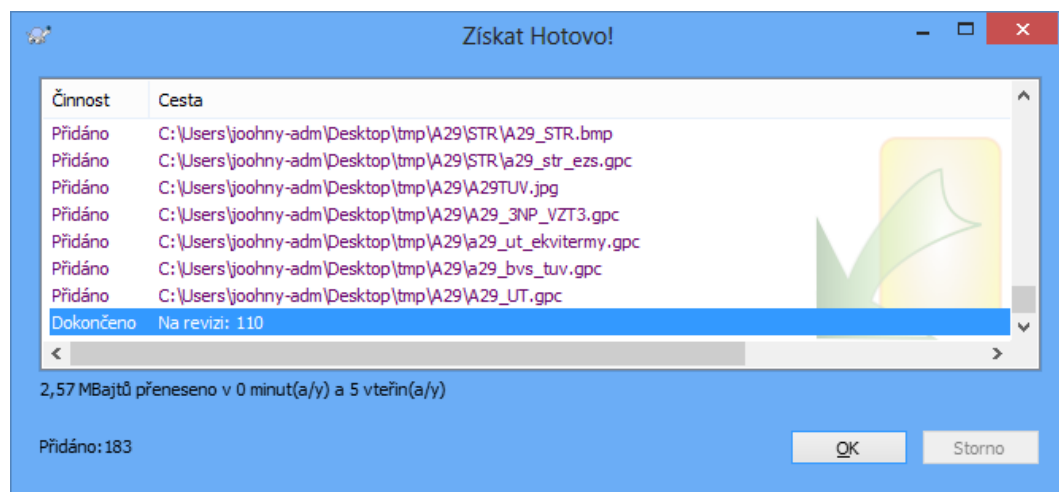 Získat Hotovo!
Činnost Cesta
Přidáno C:\Users\joohny-adm\Desktop\tmp\A29\STR\A29_STR.bmp
Přidáno C:\Users\joohny-adm\Desktop\tmp\A29\STR\a29_str_ezs.gpc
Přidáno C:\Users\joohny-adm\Desktop\tmp\A29\A29TUV.jpg
Přidáno C:\Users\joohny-adm\Desktop\tmp\A29\A29_3NP_VZT3.gpc
Přidáno C:\Users\joohny-adm\Desktop\tmp\A29\a29_ut_ekvitermy.gpc
Přidáno C:\Users\joohny-adm\Desktop\tmp\A29\a29_bvs_tuv.gpc
Přidáno C:\Users\joohny-adm\Desktop\tmp\A29\A29_UT.gpc
Dokončeno Na revizi: 110
2,57 MBajtů přeneseno v 0 minut(a/y) a 5 vteřin(a/y)
Přidáno:183
OK Storno